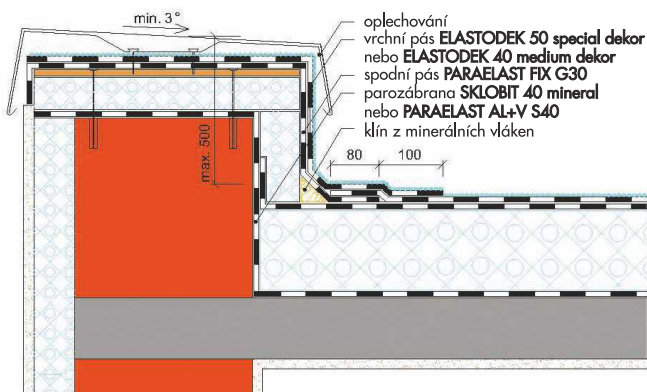 min. 3°
oplechování
vrchní pás ELASTODEK 50 special dekor
nebo ELASTODEK 40 medium dekor
spodní pás PARAELAST FIX G30
parozábrana SKLOBIT 40 mineral
nebo PARAELAST AL+V S40
klín z minerálních vláken
max. 500
80
100